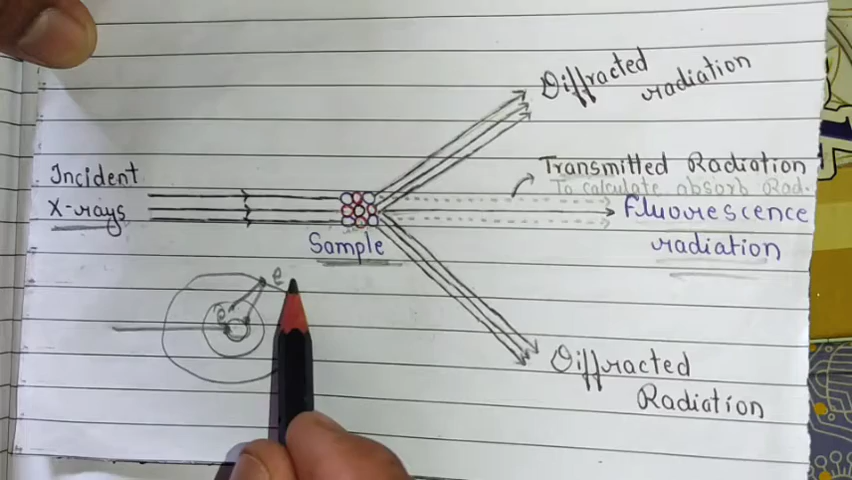 Diffracted
radiation
Incident
X-rays
Transmitted Radiation
To calculate absorb Rad.
Fluorescence
radiation
Sample
e
e
Diffracted
Radiation